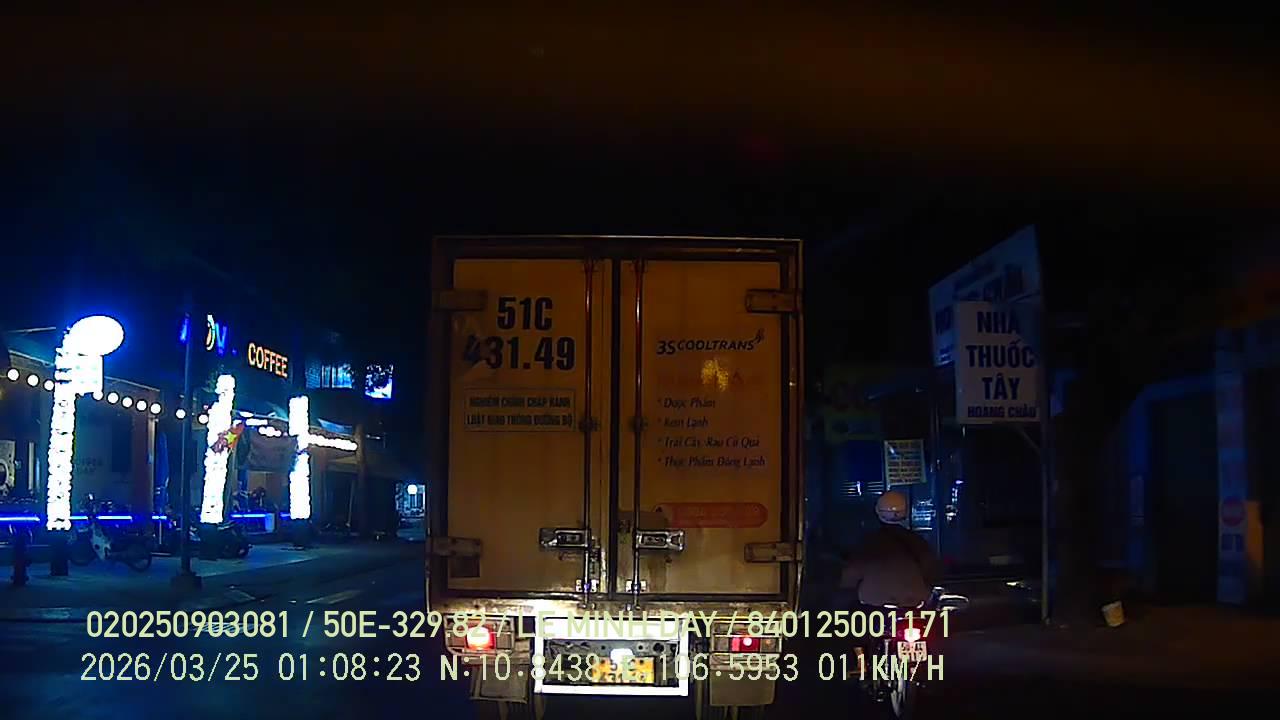 COFFEE
51C
431.49
NGHIÊM CHỈNH CHẤP HÀNH
LUẬT GIAO THÔNG ĐƯỜNG BỘ
3S COOLTRANS
* Dược Phẩm
* Kem Lạnh
* Trái Cây, Rau Củ Quả
* Thực Phẩm Đông Lạnh
NHÀ
THUỐC
TÂY
HOÀNG CHÂU
020250903081 / 50E-329.82 / LE MINH DAY / 840125001171
2026/03/25 01:08:23 N:10.8438 E:106.5953 011KM/H